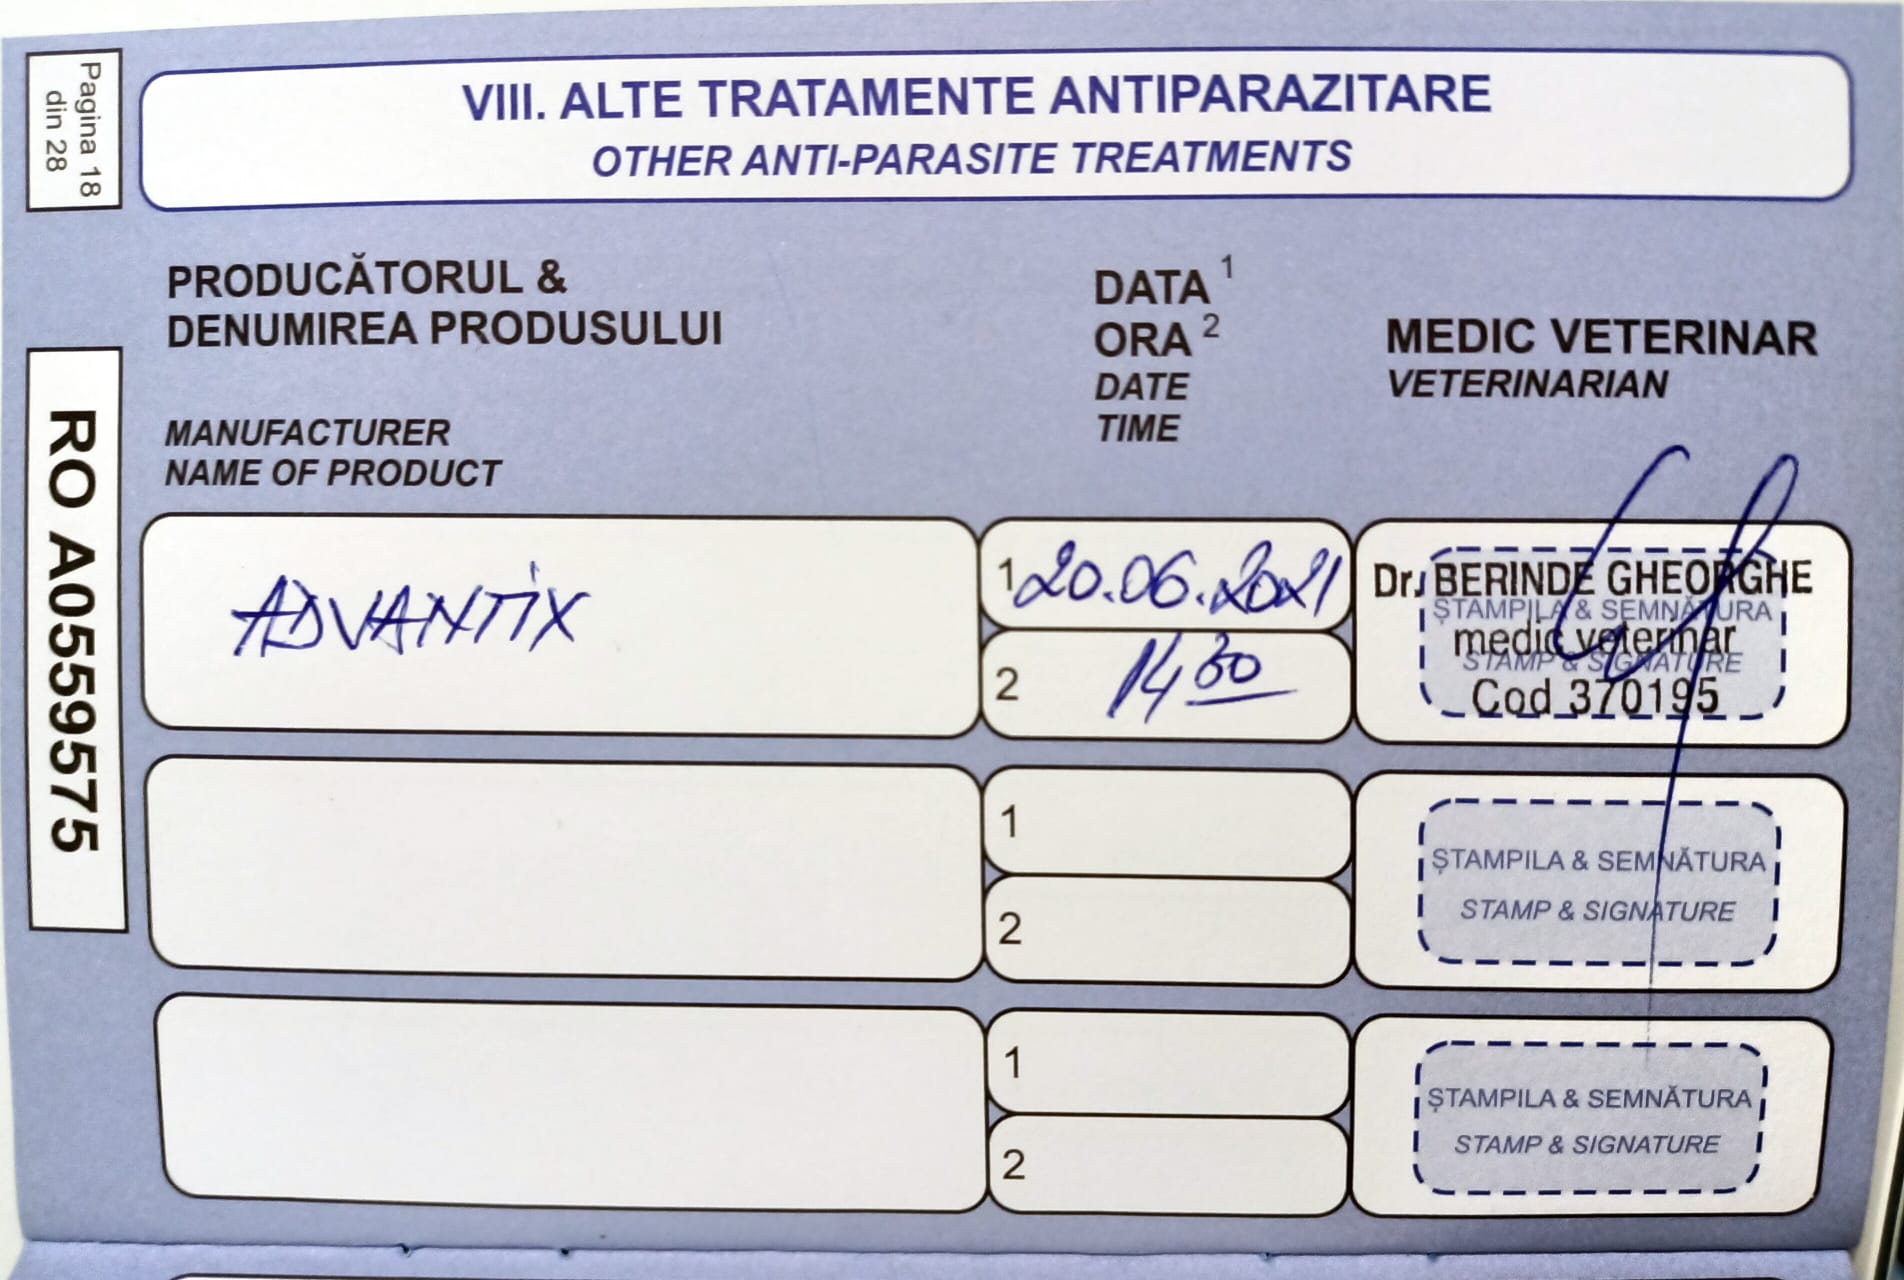 Pagina 18
din 28
VIII. ALTE TRATAMENTE ANTIPARAZITARE
OTHER ANTI-PARASITE TREATMENTS
RO A0559575
PRODUCĂTORUL &
DENUMIREA PRODUSULUI
MANUFACTURER
NAME OF PRODUCT
DATA 1
ORA 2
DATE
TIME
MEDIC VETERINAR
VETERINARIAN
ADVANTIX
1 20.06.2021
2 14 30
Dr. BERINDE GHEORGHE
ȘTAMPILA & SEMNĂTURA
medic veterinar
STAMP & SIGNATURE
Cod 370195
1
2
ȘTAMPILA & SEMNĂTURA
STAMP & SIGNATURE
1
2
ȘTAMPILA & SEMNĂTURA
STAMP & SIGNATURE